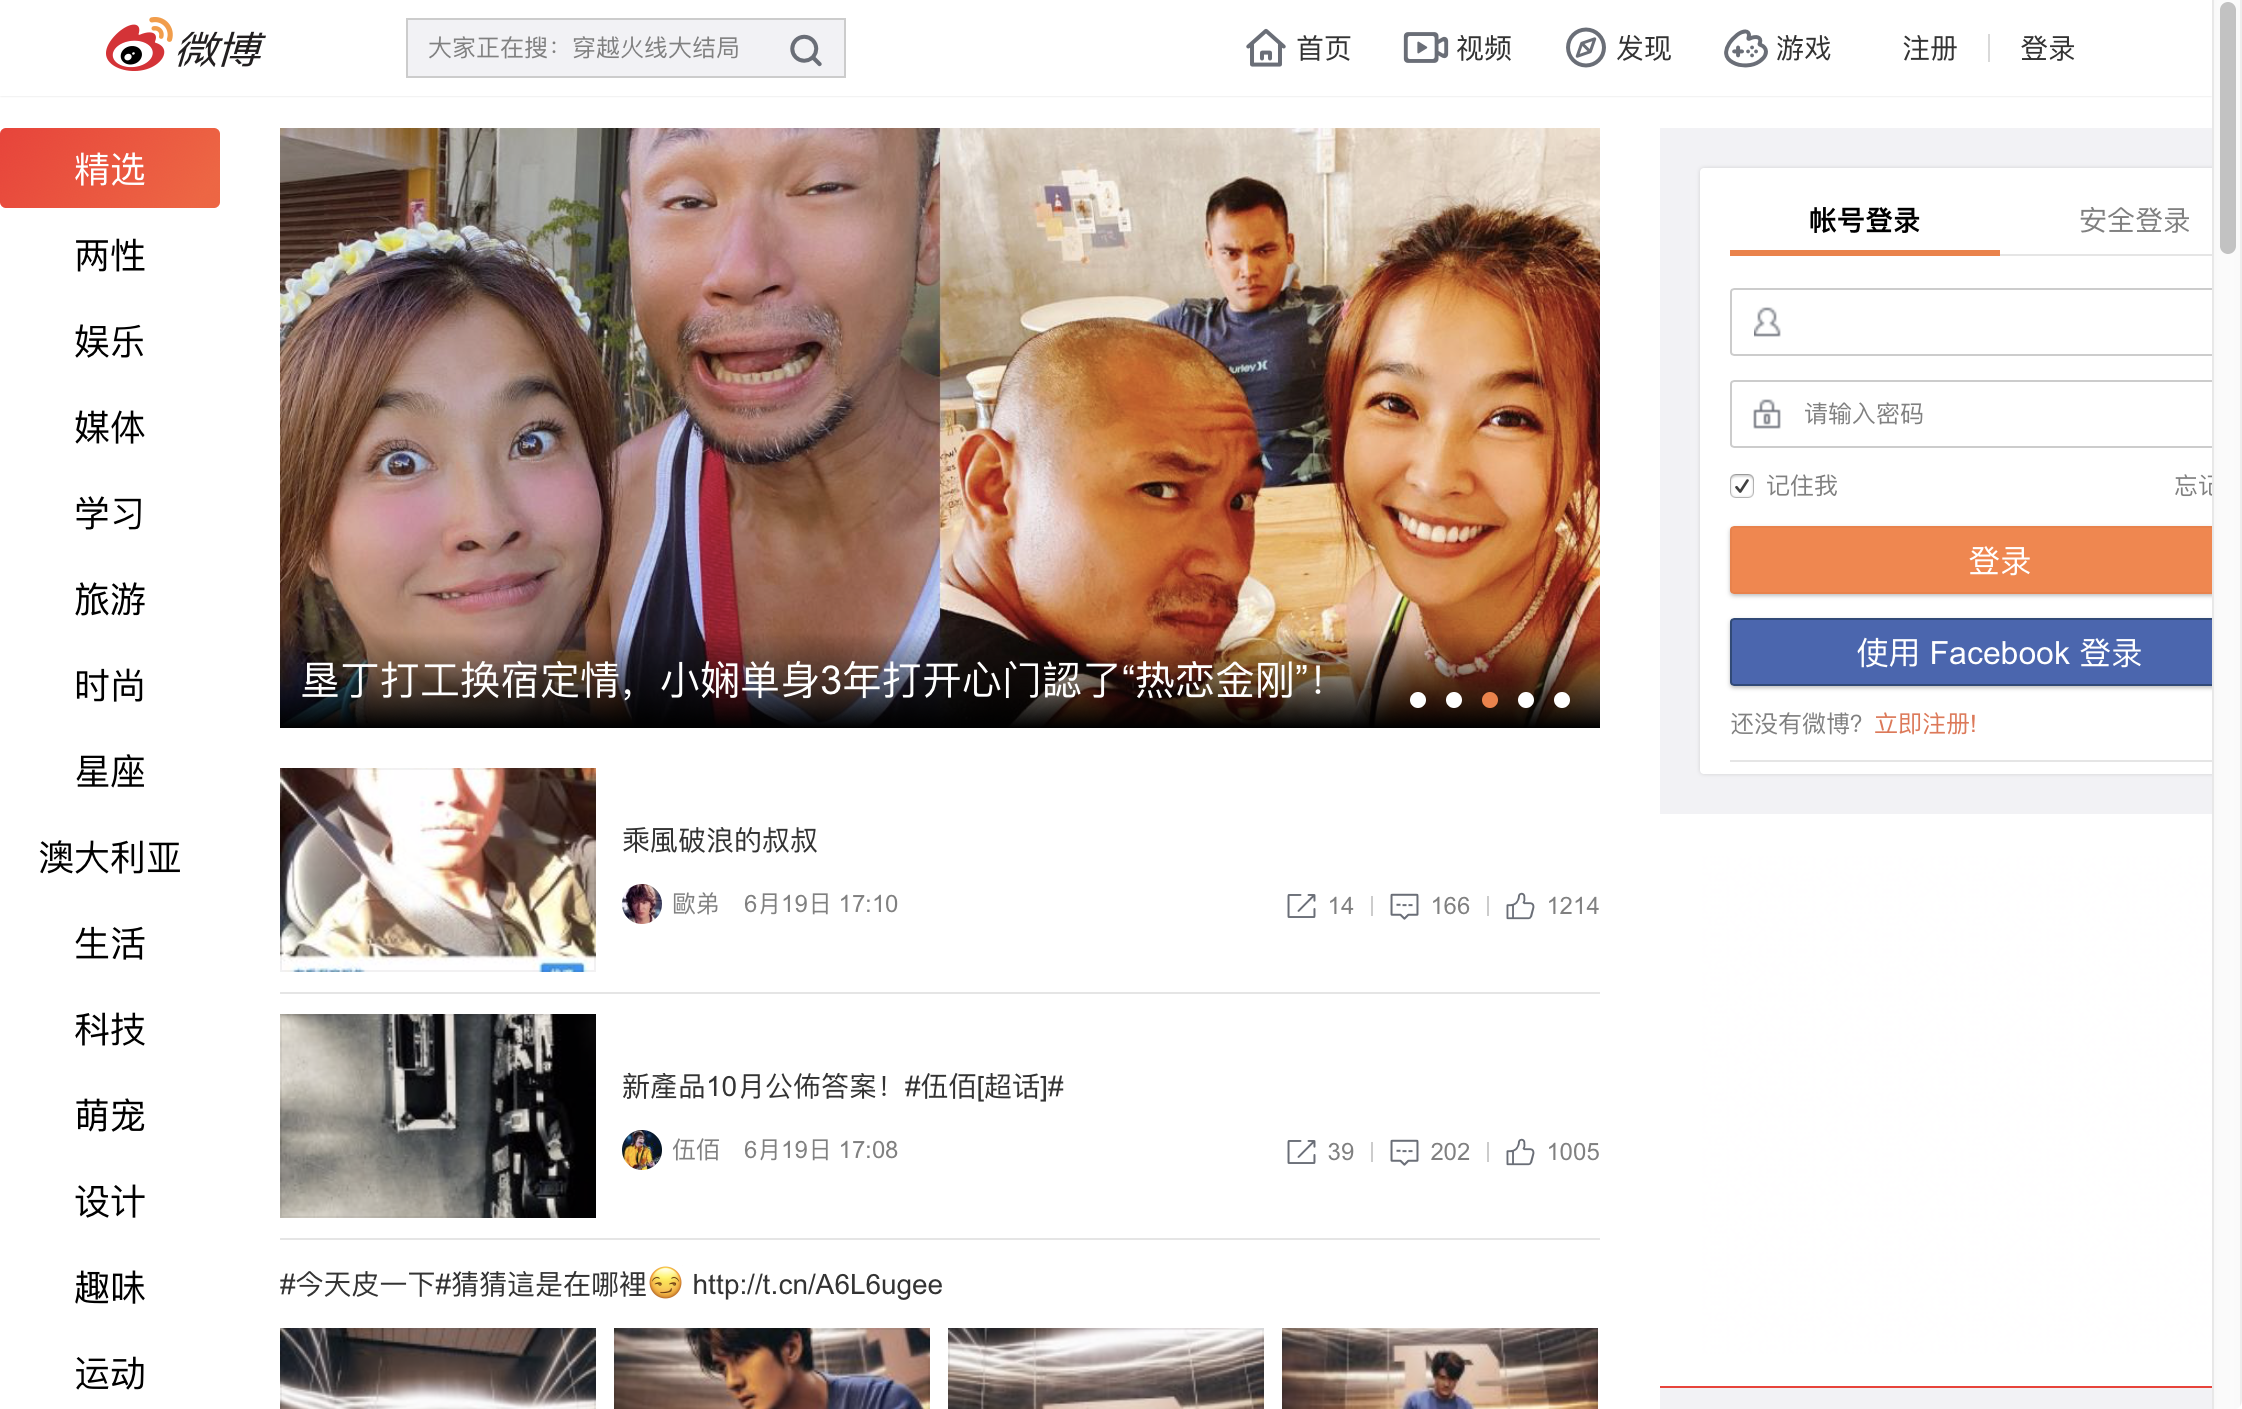 微博
大家正在搜：穿越火线大结局
首页
视频
发现
游戏
注册
登录
精选
两性
娱乐
媒体
学习
旅游
时尚
星座
澳大利亚
生活
科技
萌宠
设计
趣味
运动
Hurley
垦丁打工换宿定情，小娴单身3年打开心门認了“热恋金刚”！
乘風破浪的叔叔
歐弟 6月19日 17:10
14 166 1214
新產品10月公佈答案！#伍佰[超话]#
伍佰 6月19日 17:08
39 202 1005
#今天皮一下#猜猜這是在哪裡😏 http://t.cn/A6L6ugee
帐号登录
安全登录
请输入密码
记住我
忘记
登录
使用 Facebook 登录
还没有微博？立即注册!